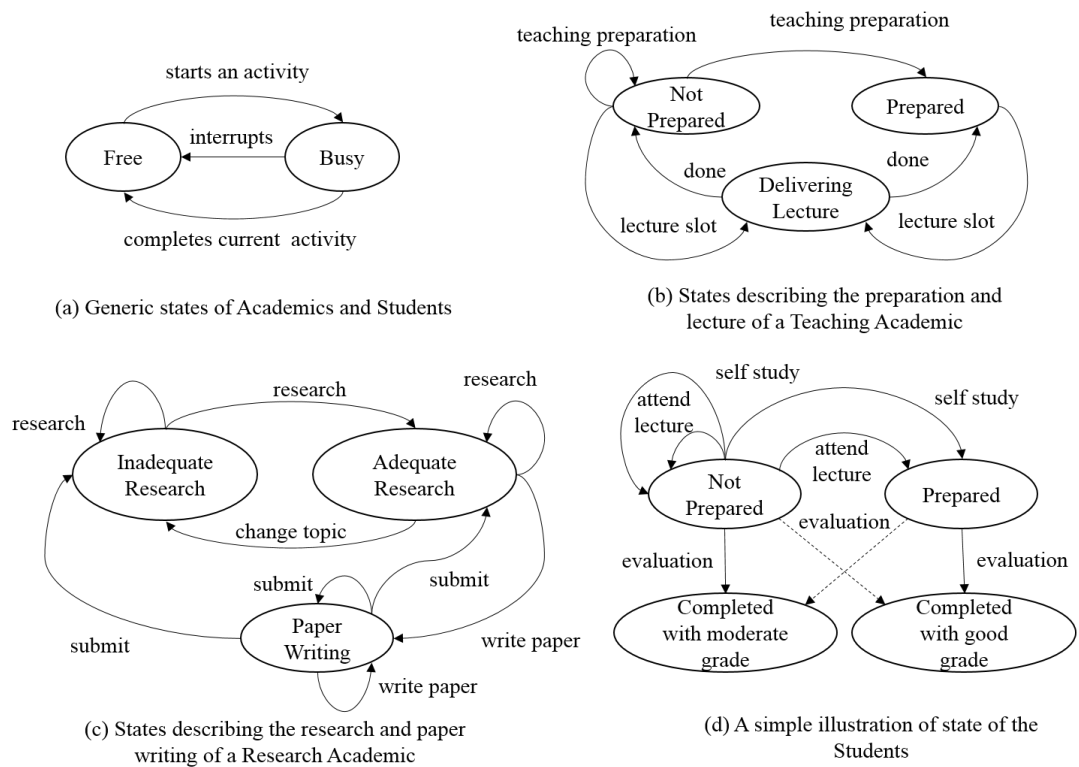 starts an activity
Free
interrupts
Busy
completes current activity
(a) Generic states of Academics and Students
teaching preparation
teaching preparation
Not
Prepared
Prepared
done
done
Delivering
Lecture
lecture slot
lecture slot
(b) States describing the preparation and
lecture of a Teaching Academic
research
research
research
Inadequate
Research
Adequate
Research
change topic
submit
submit
submit
Paper
Writing
write paper
write paper
(c) States describing the research and paper
writing of a Research Academic
self study
self study
attend
lecture
attend
lecture
Not
Prepared
Prepared
evaluation
evaluation
evaluation
Completed
with moderate
grade
Completed
with good
grade
(d) A simple illustration of state of the
Students